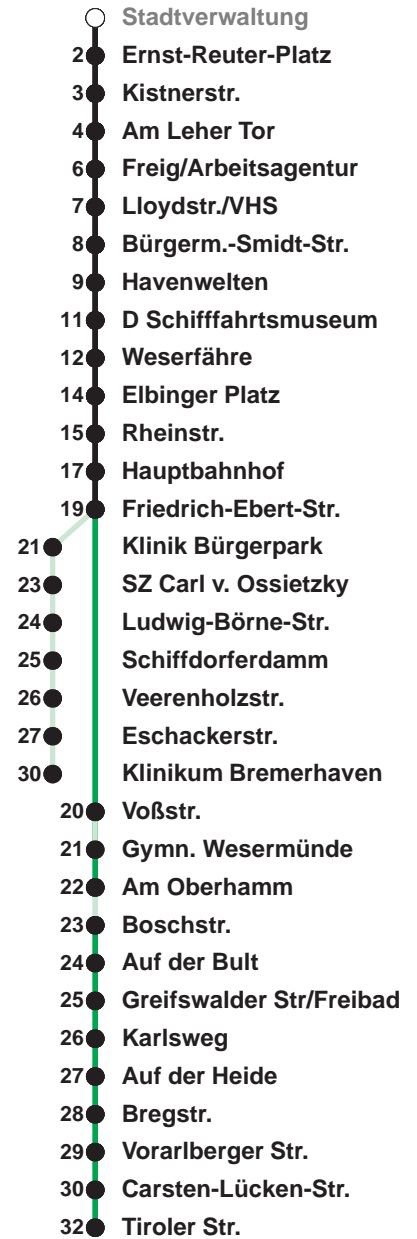 Stadtverwaltung
2 Ernst-Reuter-Platz
3 Kistnerstr.
4 Am Leher Tor
6 Freig/Arbeitsagentur
7 Lloydstr./VHS
8 Bürgerm.-Smidt-Str.
9 Havenwelten
11 D Schifffahrtsmuseum
12 Weserfähre
14 Elbinger Platz
15 Rheinstr.
17 Hauptbahnhof
19 Friedrich-Ebert-Str.
21 Klinik Bürgerpark
23 SZ Carl v. Ossietzky
24 Ludwig-Börne-Str.
25 Schiffdorferdamm
26 Veerenholzstr.
27 Eschackerstr.
30 Klinikum Bremerhaven
20 Voßstr.
21 Gymn. Wesermünde
22 Am Oberhamm
23 Boschstr.
24 Auf der Bult
25 Greifswalder Str/Freibad
26 Karlsweg
27 Auf der Heide
28 Bregstr.
29 Vorarlberger Str.
30 Carsten-Lücken-Str.
32 Tiroler Str.